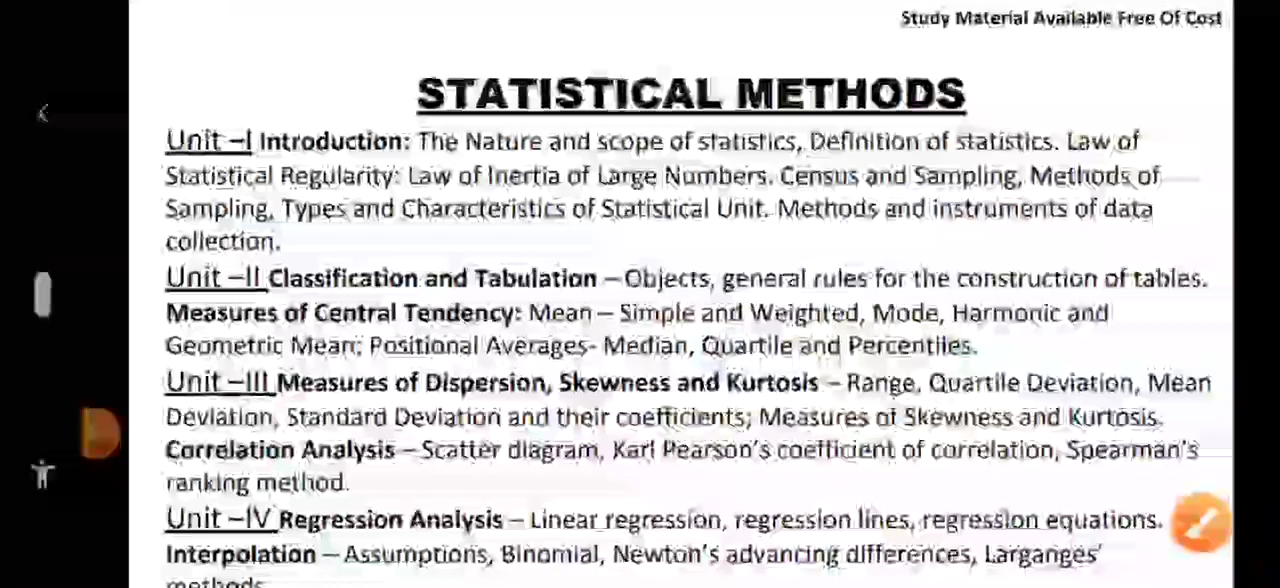 Study Material Available Free Of Cost
STATISTICAL METHODS
Unit –I Introduction: The Nature and scope of statistics, Definition of statistics. Law of
Statistical Regularity: Law of Inertia of Large Numbers. Census and Sampling, Methods of
Sampling, Types and Characteristics of Statistical Unit. Methods and instruments of data
collection.
Unit –II Classification and Tabulation – Objects, general rules for the construction of tables.
Measures of Central Tendency: Mean – Simple and Weighted, Mode, Harmonic and
Geometric Mean; Positional Averages- Median, Quartile and Percentiles.
Unit –III Measures of Dispersion, Skewness and Kurtosis – Range, Quartile Deviation, Mean
Deviation, Standard Deviation and their coefficients; Measures of Skewness and Kurtosis.
Correlation Analysis – Scatter diagram, Karl Pearson's coefficient of correlation, Spearman's
ranking method.
Unit –IV Regression Analysis – Linear regression, regression lines, regression equations.
Interpolation – Assumptions, Binomial, Newton's advancing differences, Larganges'
methods